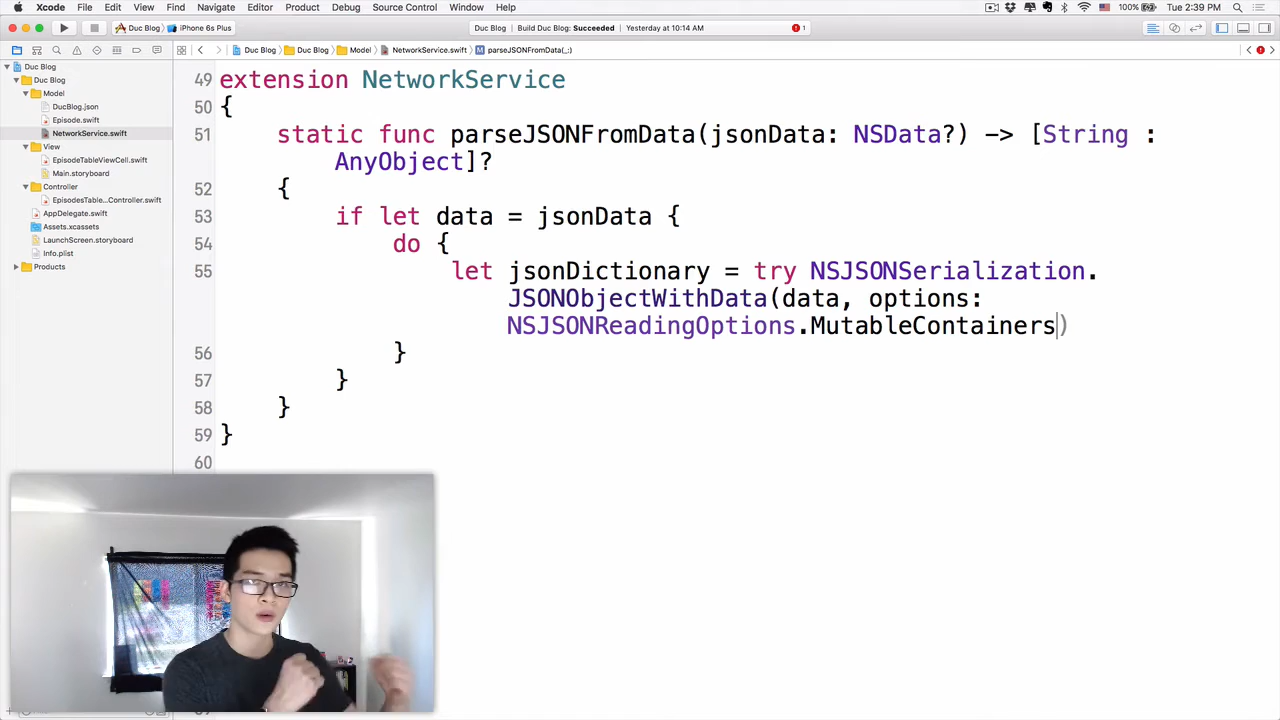 Xcode File Edit View Find Navigate Editor Product Debug Source Control Window Help 100% Tue 2:39 PM
Duc Blog iPhone 6s Plus Duc Blog | Build Duc Blog: Succeeded Yesterday at 10:14 AM 1
Duc Blog Duc Blog Model NetworkService.swift M parseJSONFromData(_:)
Duc Blog
Duc Blog
Model
DucBlog.json
Episode.swift
NetworkService.swift
View
EpisodeTableViewCell.swift
Main.storyboard
Controller
EpisodesTable...Controller.swift
AppDelegate.swift
Assets.xcassets
LaunchScreen.storyboard
Info.plist
Products
49 extension NetworkService
50 {
51 static func parseJSONFromData(jsonData: NSData?) -> [String :
AnyObject]?
52 {
53 if let data = jsonData {
54 do {
55 let jsonDictionary = try NSJSONSerialization.
JSONObjectWithData(data, options:
NSJSONReadingOptions.MutableContainers)
56 }
57 }
58 }
59 }
60